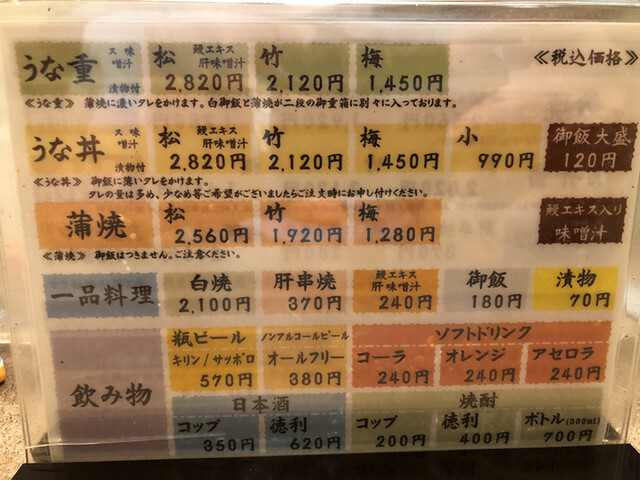 うな重 ス味噌汁 漬物付 松 鰻エキス肝味噌汁 2,820円 竹 2,120円 梅 1,450円 ≪税込価格≫
≪うな重≫ 蒲焼に濃いタレをかけます。白御飯と蒲焼が二段の御重箱に別々に入っております。
うな丼 ス味噌汁 漬物付 松 鰻エキス肝味噌汁 2,820円 竹 2,120円 梅 1,450円 小 990円 御飯大盛 120円
≪うな丼≫ 御飯に薄いタレをかけます。
タレの量は多め、少なめ等ご希望がございましたらご注文時にお申し付けください。
蒲焼 松 2,560円 竹 1,920円 梅 1,280円 鰻エキス入り 味噌汁
≪蒲焼≫ 御飯はつきません。ご注意ください。
一品料理 白焼 2,100円 肝串焼 370円 鰻エキス肝味噌汁 240円 御飯 180円 漬物 70円
飲み物
瓶ビール ノンアルコールビール ソフトドリンク
キリン/サッポロ オールフリー コーラ オレンジ アセロラ
570円 380円 240円 240円 240円
日本酒 焼酎
コップ 徳利 コップ 徳利 ボトル(300ml)
350円 620円 200円 400円 700円